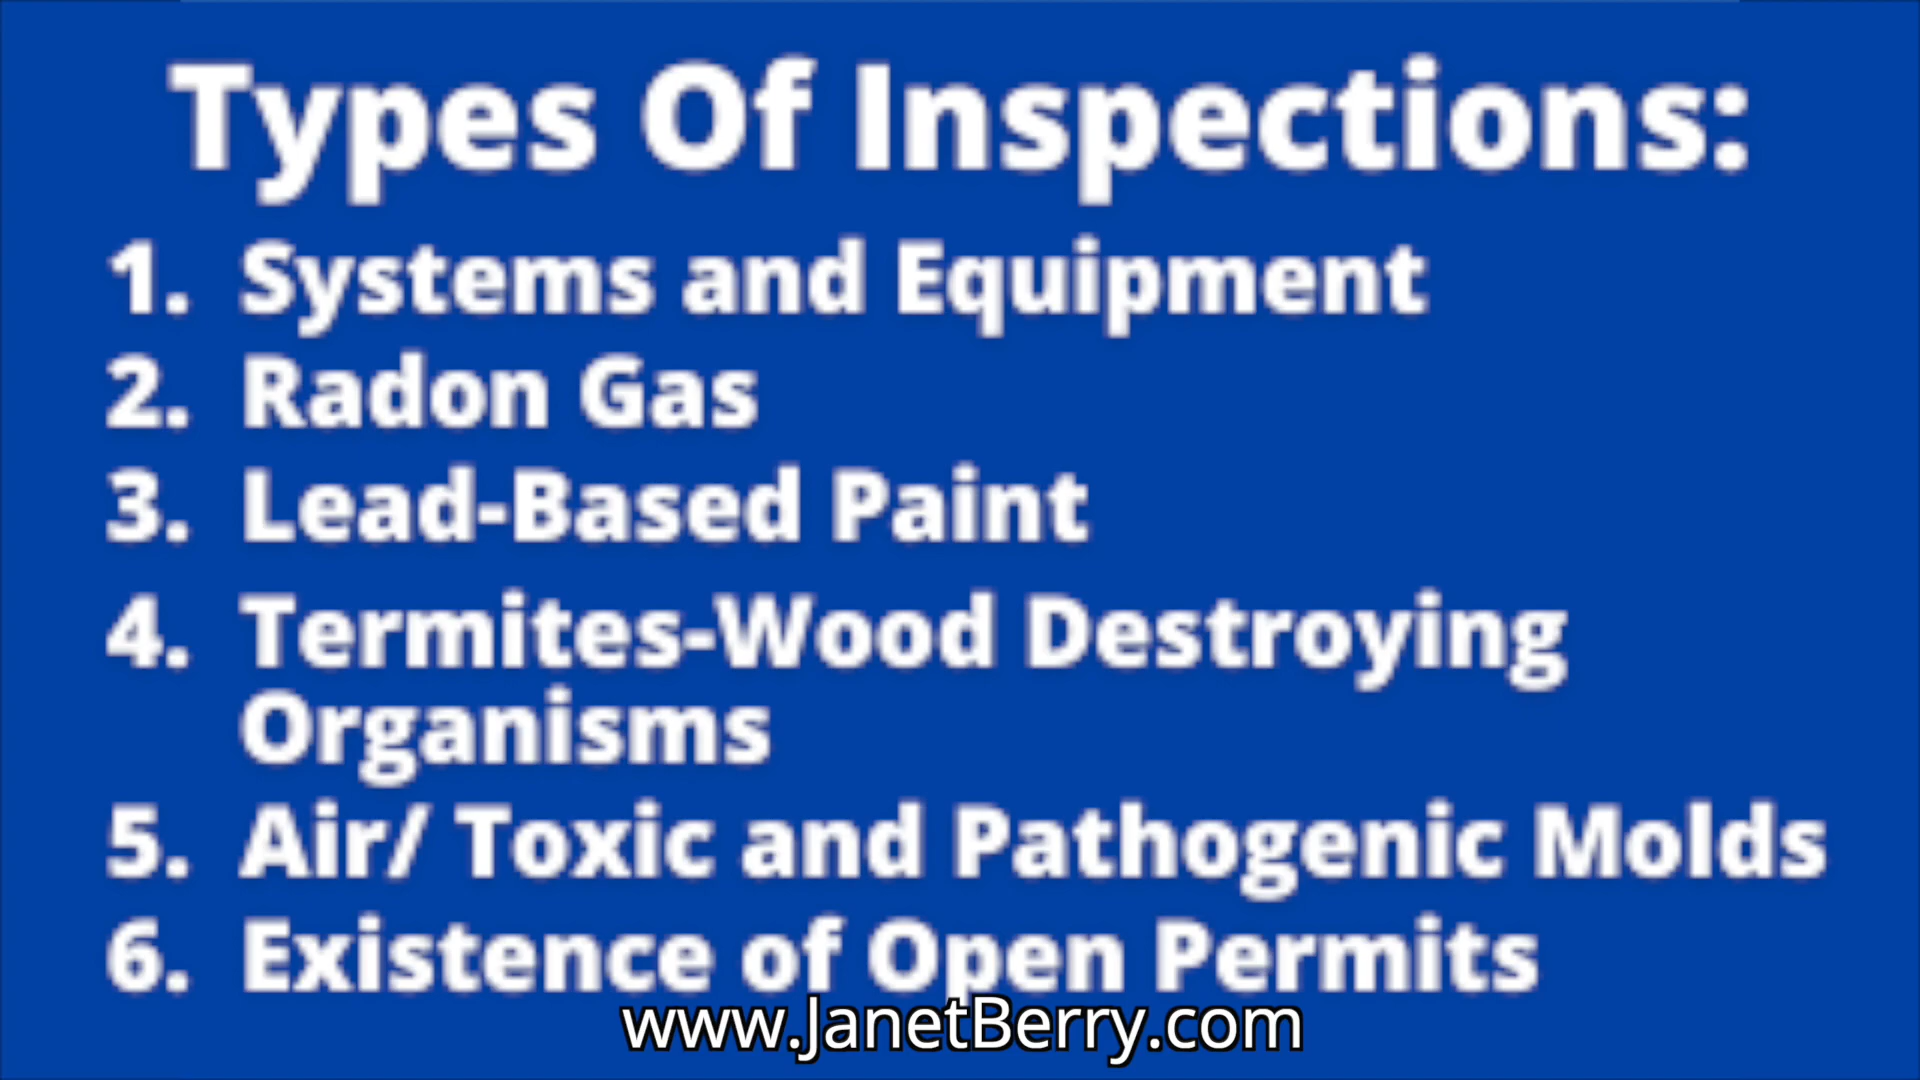 Types Of Inspections:
1. Systems and Equipment
2. Radon Gas
3. Lead-Based Paint
4. Termites-Wood Destroying
Organisms
5. Air/ Toxic and Pathogenic Molds
6. Existence of Open Permits
www.JanetBerry.com